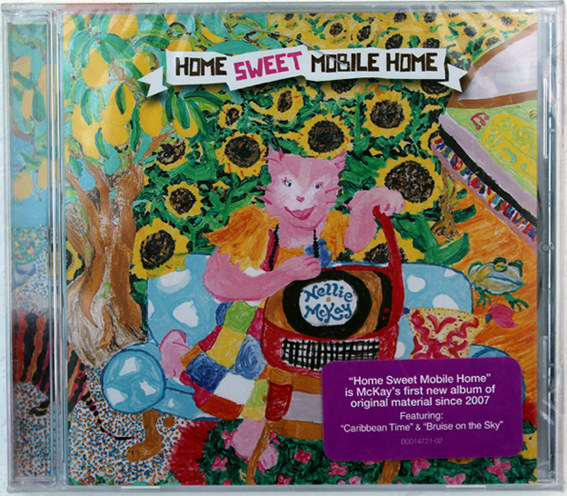 HOME SWEET MOBILE HOME
Nellie
McKay
“Home Sweet Mobile Home”
is McKay's first new album of
original material since 2007
Featuring:
“Caribbean Time” & “Bruise on the Sky”
B0014721-02